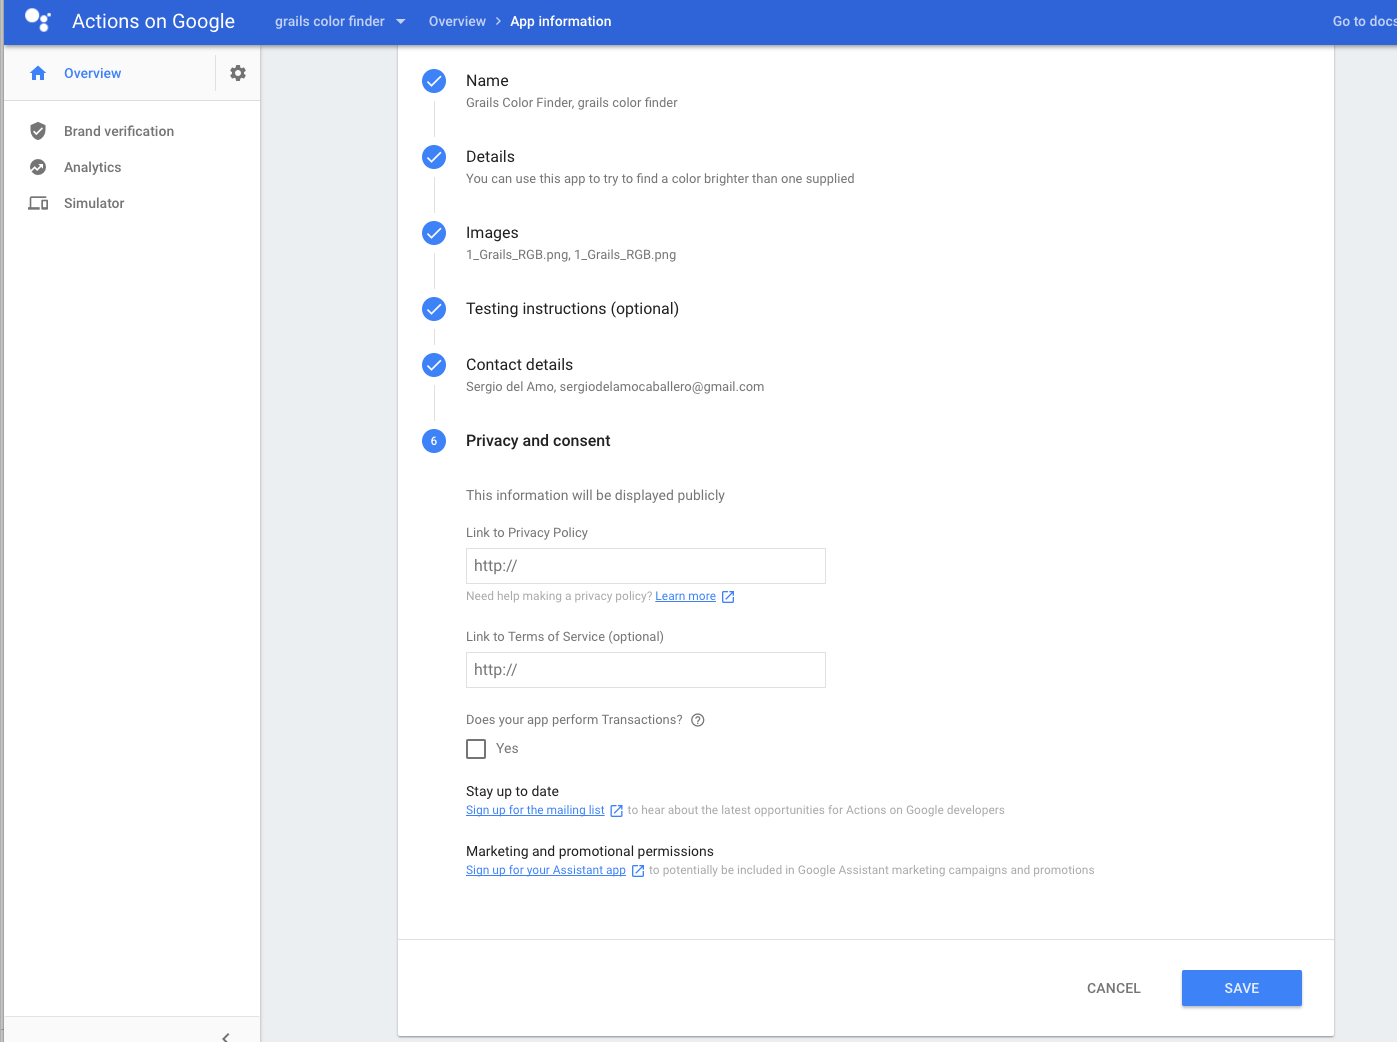 Actions on Google
grails color finder
Overview > App information
Go to docs
Overview
Brand verification
Analytics
Simulator
Name
Grails Color Finder, grails color finder
Details
You can use this app to try to find a color brighter than one supplied
Images
1_Grails_RGB.png, 1_Grails_RGB.png
Testing instructions (optional)
Contact details
Sergio del Amo, sergiodelamocaballero@gmail.com
6 Privacy and consent
This information will be displayed publicly
Link to Privacy Policy
http://
Need help making a privacy policy? Learn more
Link to Terms of Service (optional)
http://
Does your app perform Transactions?
Yes
Stay up to date
Sign up for the mailing list to hear about the latest opportunities for Actions on Google developers
Marketing and promotional permissions
Sign up for your Assistant app to potentially be included in Google Assistant marketing campaigns and promotions
CANCEL
SAVE